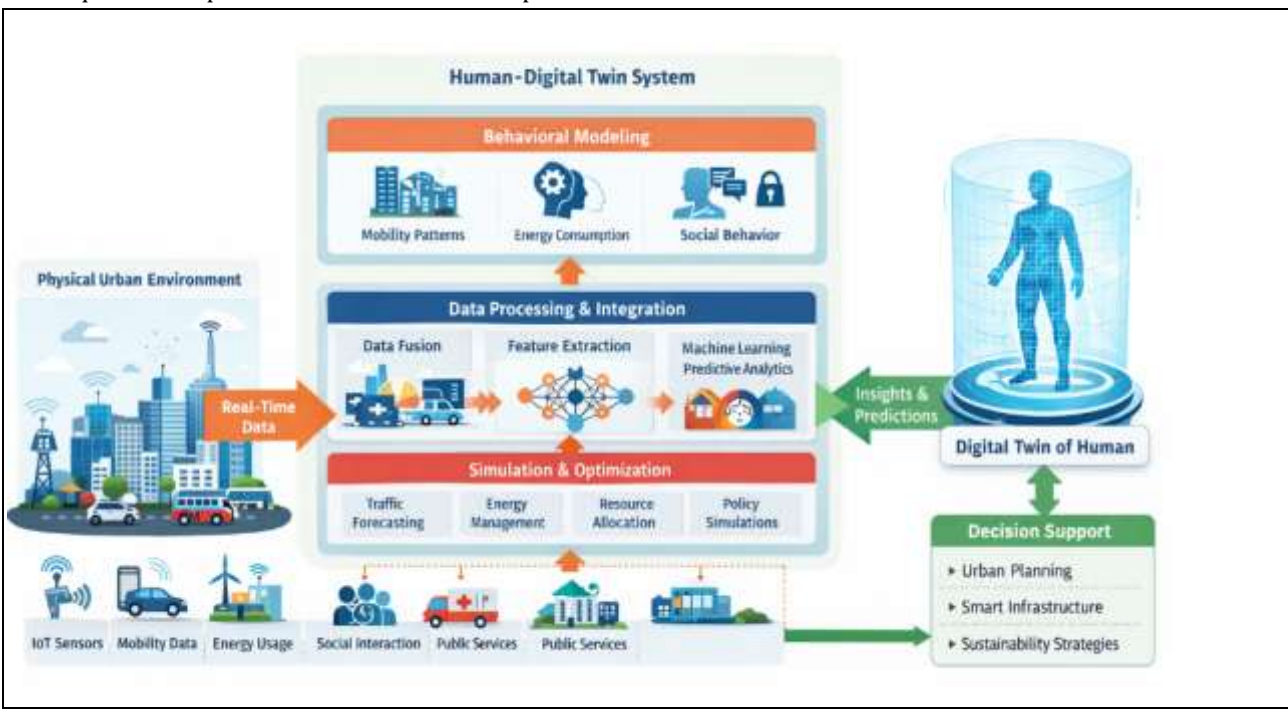 Human-Digital Twin System
Behavioral Modeling
Mobility Patterns
Energy Consumption
Social Behavior
Physical Urban Environment
Real-Time
Data
Data Processing & Integration
Data Fusion
Feature Extraction
Machine Learning
Predictive Analytics
Insights &
Predictions
Digital Twin of Human
Simulation & Optimization
Traffic
Forecasting
Energy
Management
Resource
Allocation
Policy
Simulations
Decision Support
Urban Planning
Smart Infrastructure
Sustainability Strategies
IoT Sensors
Mobility Data
Energy Usage
Social Interaction
Public Services
Public Services